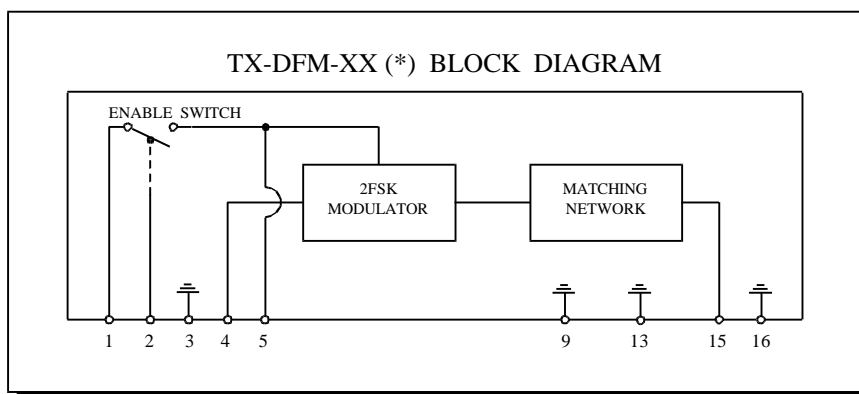 TX-DFM-XX (*) BLOCK DIAGRAM
ENABLE SWITCH
2FSK
MODULATOR
MATCHING
NETWORK
1 2 3 4 5 9 13 15 16